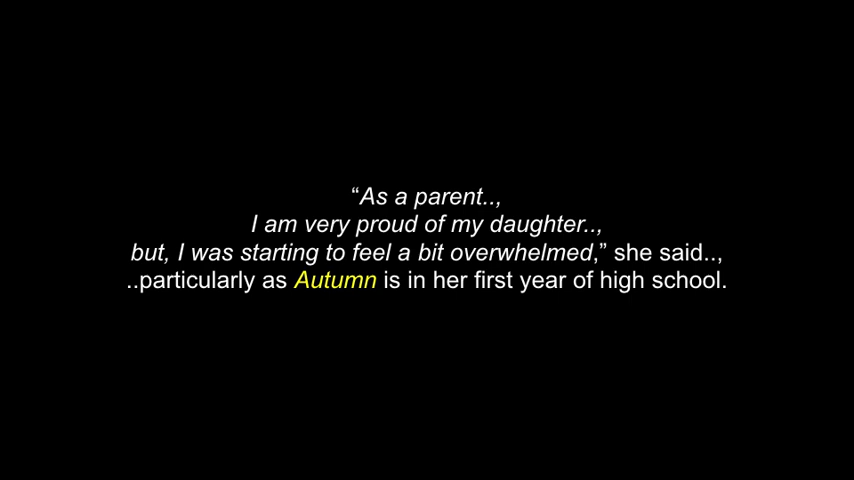 “As a parent..,
I am very proud of my daughter..,
but, I was starting to feel a bit overwhelmed,” she said..,
..particularly as Autumn is in her first year of high school.